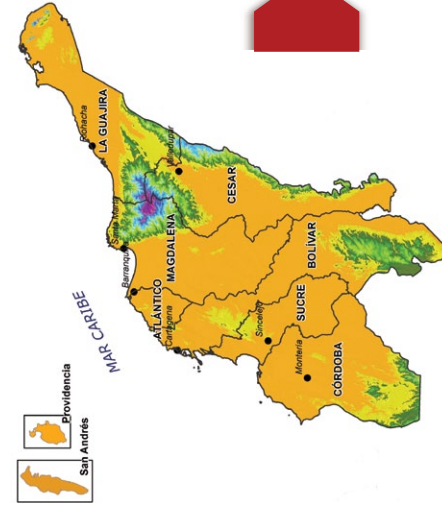 MAR CARIBE
Providencia
San Andrés
LA GUAJIRA
Riohacha
Santa Marta
Valledupar
CESAR
MAGDALENA
Barranquilla
ATLÁNTICO
Cartagena
BOLÍVAR
SUCRE
Sincelejo
Montería
CÓRDOBA